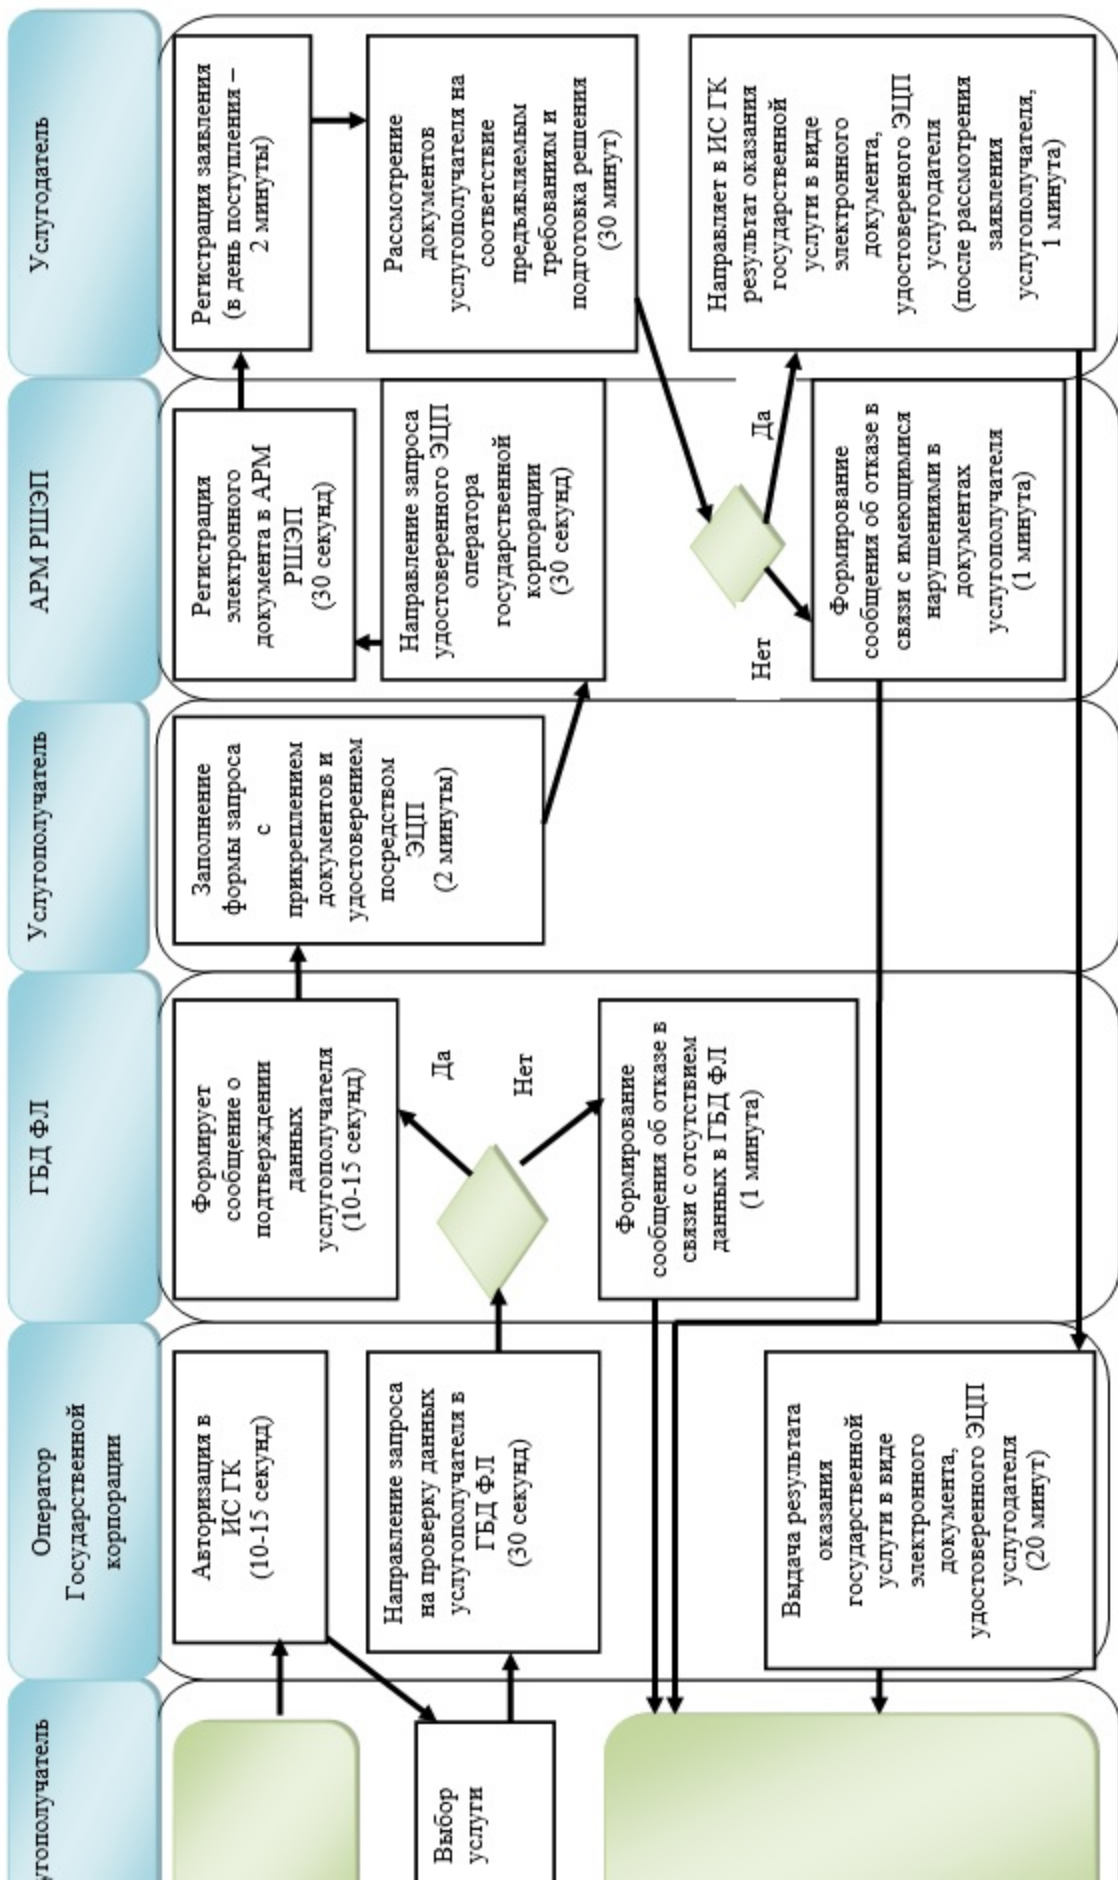 угополучатель
Оператор
Государственной
корпорации
ГБД ФЛ
Услугополучатель
АРМ РШЭП
Услугодатель
Авторизация в
ИС ГК
(10-15 секунд)
Выбор
услуги
Направление запроса
на проверку данных
услугополучателя в
ГБД ФЛ
(30 секунд)
Формирует
сообщение о
подтверждении
данных
услугополучателя
(10-15 секунд)
Да
Нет
Формирование
сообщения об отказе в
связи с отсутствием
данных в ГБД ФЛ
(1 минута)
Заполнение
формы запроса
с
прикреплением
документов и
удостоверением
посредством
ЭЦП
(2 минуты)
Направление запроса
удостоверенного ЭЦП
оператора
государственной
корпорации
(30 секунд)
Регистрация
электронного
документа в АРМ
РШЭП
(30 секунд)
Регистрация заявления
(в день поступления –
2 минуты)
Рассмотрение
документов
услугополучателя на
соответствие
предъявляемым
требованиям и
подготовка решения
(30 минут)
Да
Нет
Формирование
сообщения об отказе в
связи с имеющимися
нарушениями в
документах
услугополучателя
(1 минута)
Направляет в ИС ГК
результат оказания
государственной
услуги в виде
электронного
документа,
удостовереного ЭЦП
услугодателя
(после рассмотрения
заявления
услугополучателя,
1 минута)
Выдача результата
оказания
государственной
услуги в виде
электронного
документа,
удостоверенного ЭЦП
услугодателя
(20 минут)